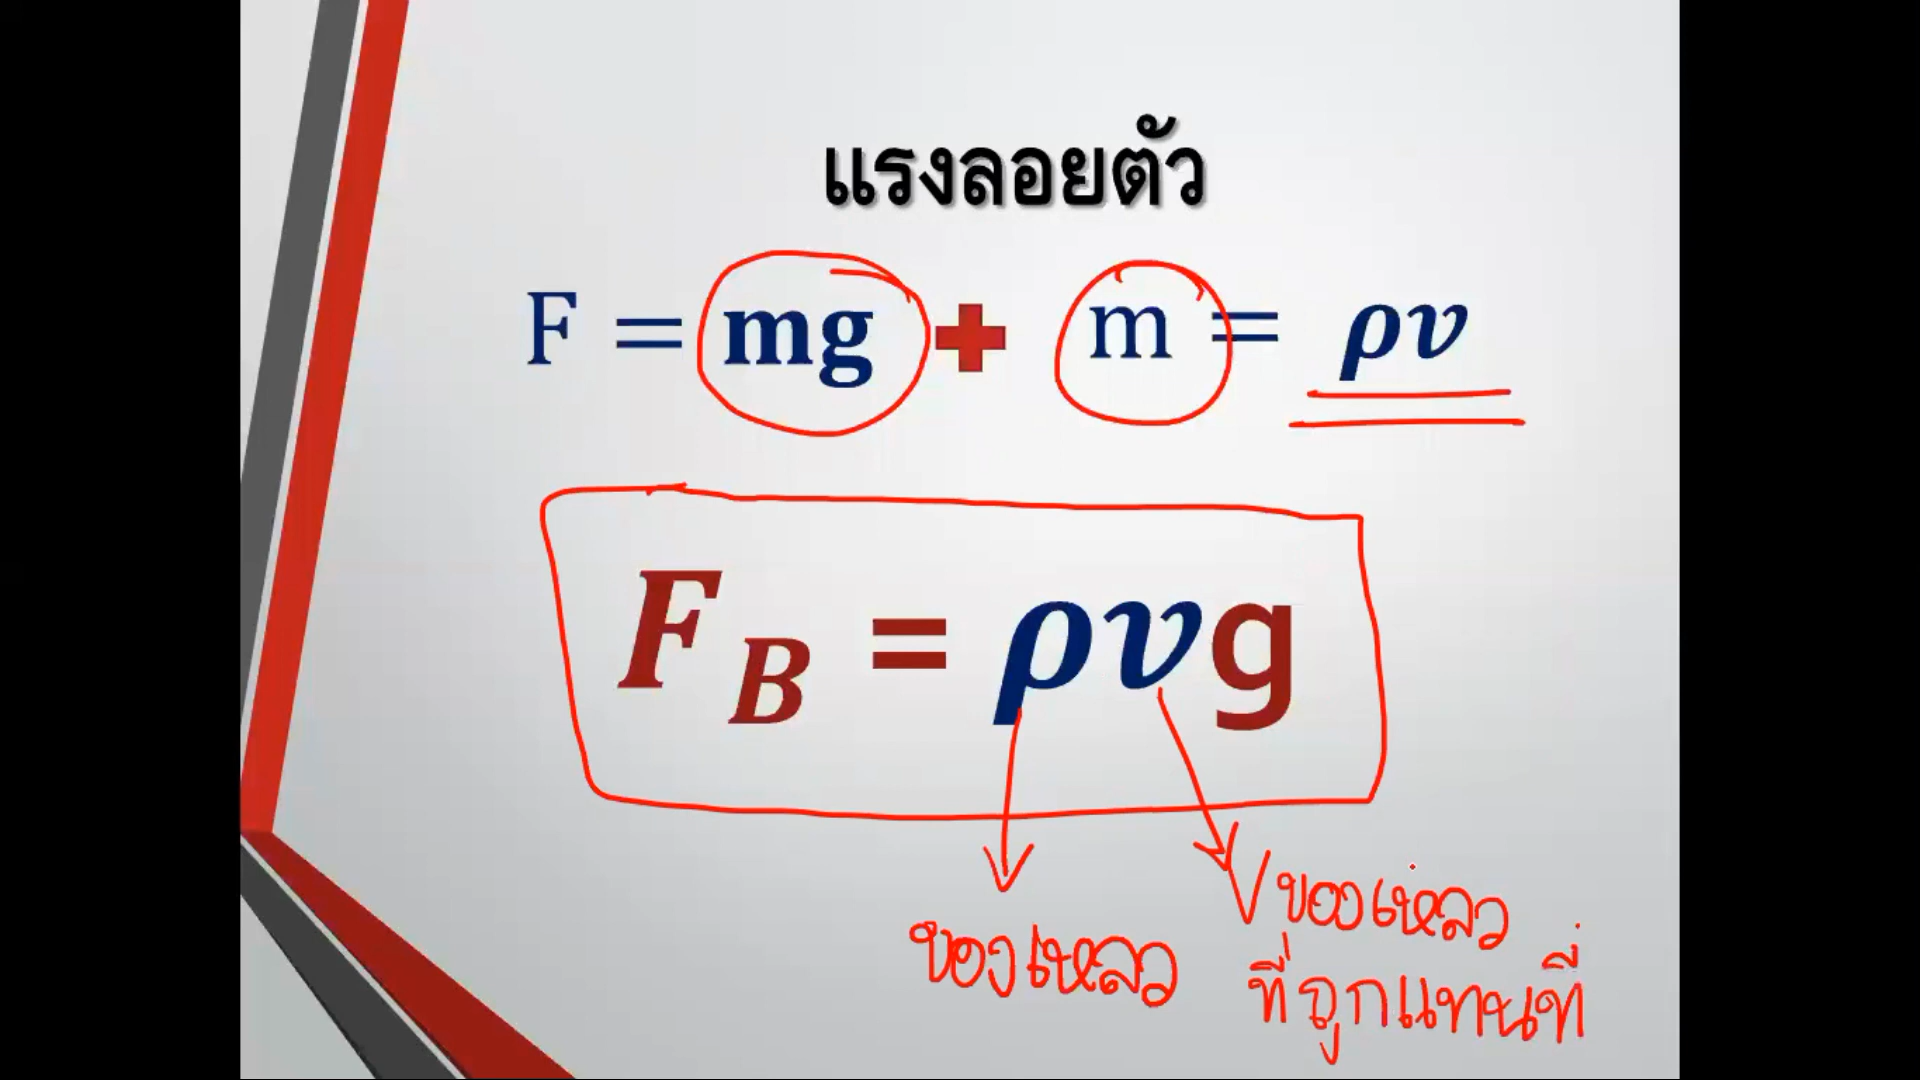 แรงลอยตัว
F = mg + m = ρv
F_B = ρvg
ของเหลว
V ของเหลว
ที่ถูกแทนที่